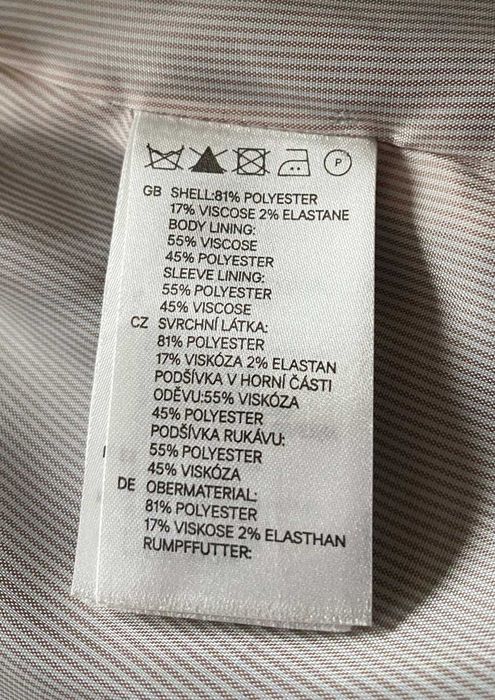 P
GB SHELL:81% POLYESTER
17% VISCOSE 2% ELASTANE
BODY LINING:
55% VISCOSE
45% POLYESTER
SLEEVE LINING:
55% POLYESTER
45% VISCOSE
CZ SVRCHNÍ LÁTKA:
81% POLYESTER
17% VISKÓZA 2% ELASTAN
PODŠÍVKA V HORNÍ ČÁSTI
ODĚVU:55% VISKÓZA
45% POLYESTER
PODŠÍVKA RUKÁVU:
55% POLYESTER
45% VISKÓZA
DE OBERMATERIAL:
81% POLYESTER
17% VISKOSE 2% ELASTHAN
RUMPFFUTTER: